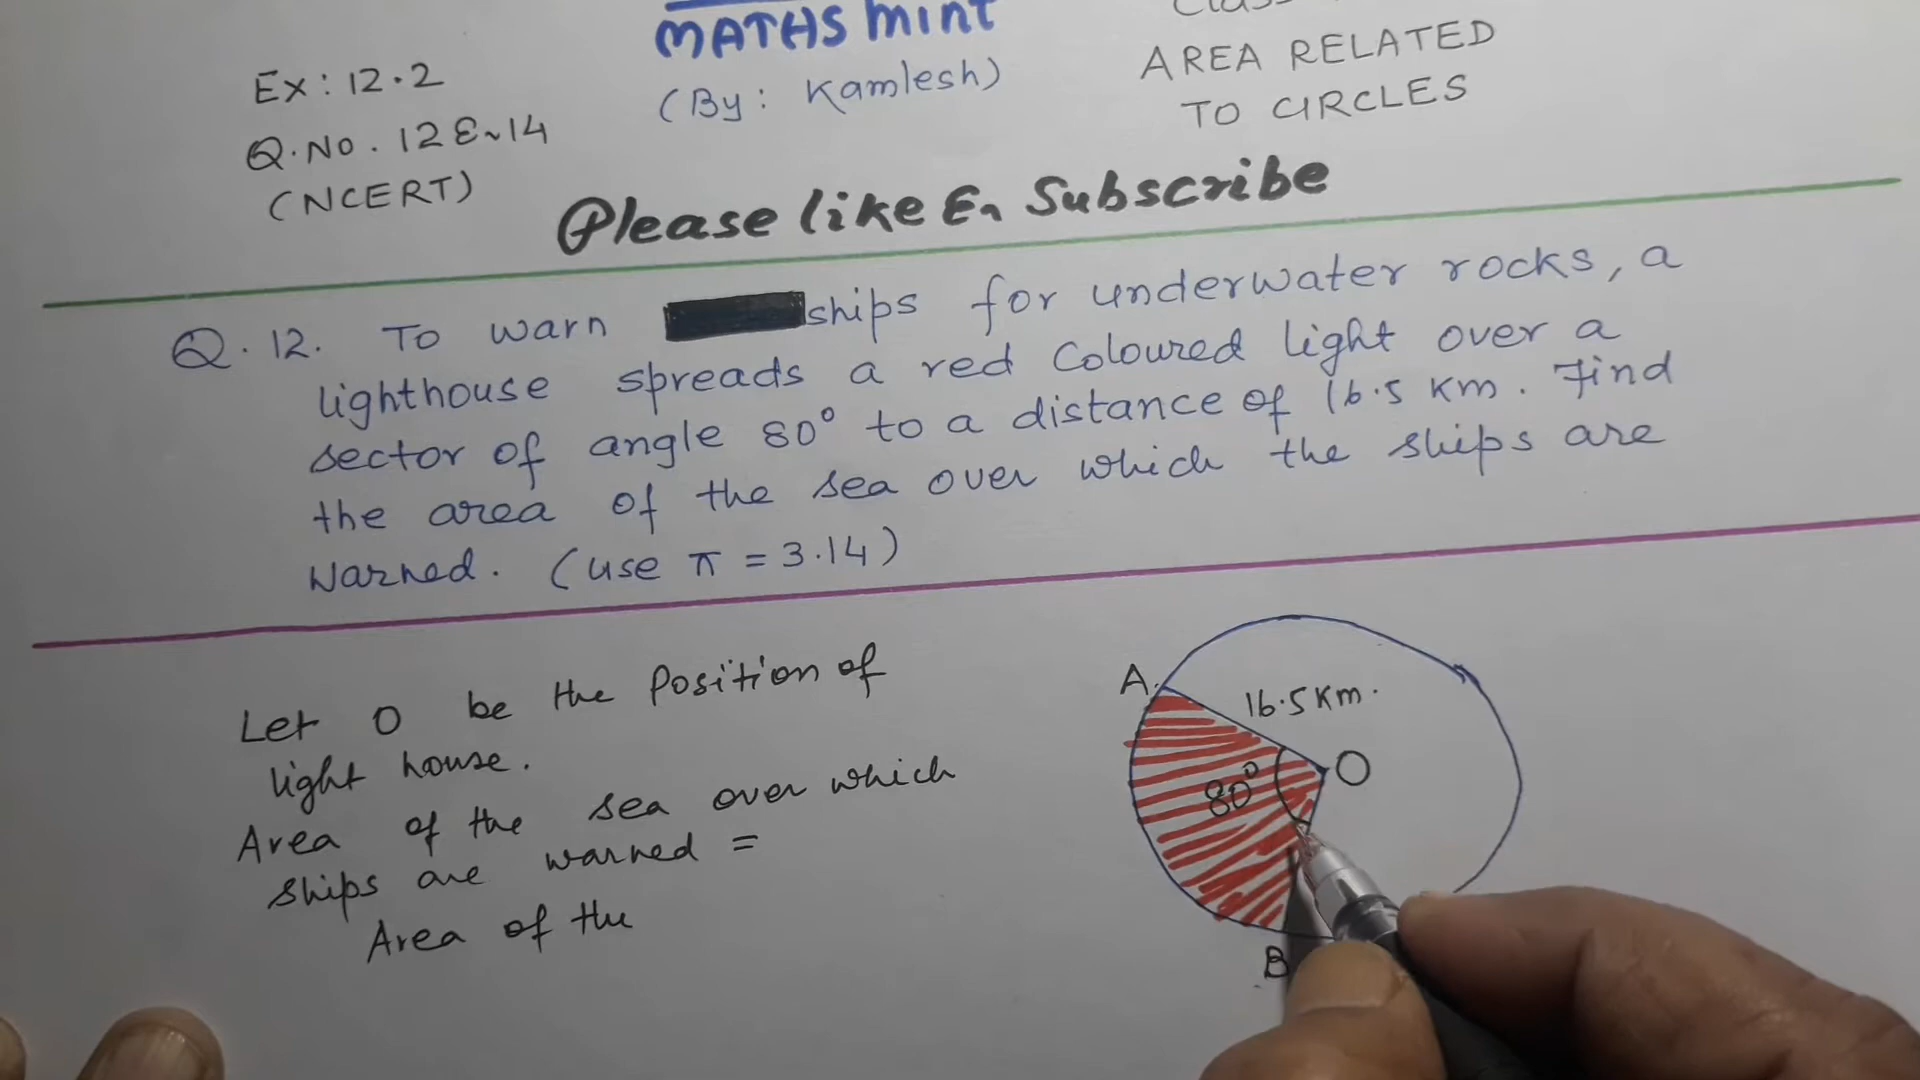 MATHS mint
(By: Kamlesh)
Ex: 12.2
Q.No. 12 & 14
(NCERT)
AREA RELATED
TO CIRCLES
Please like & Subscribe
Q.12. To warn ships for underwater rocks, a
lighthouse spreads a red coloured light over a
sector of angle 80° to a distance of 16.5 km. Find
the area of the sea over which the ships are
warned. (use π = 3.14)
Let O be the Position of
light house.
Area of the sea over which
ships are warned =
Area of the
A
16.5 km.
80°
O
B